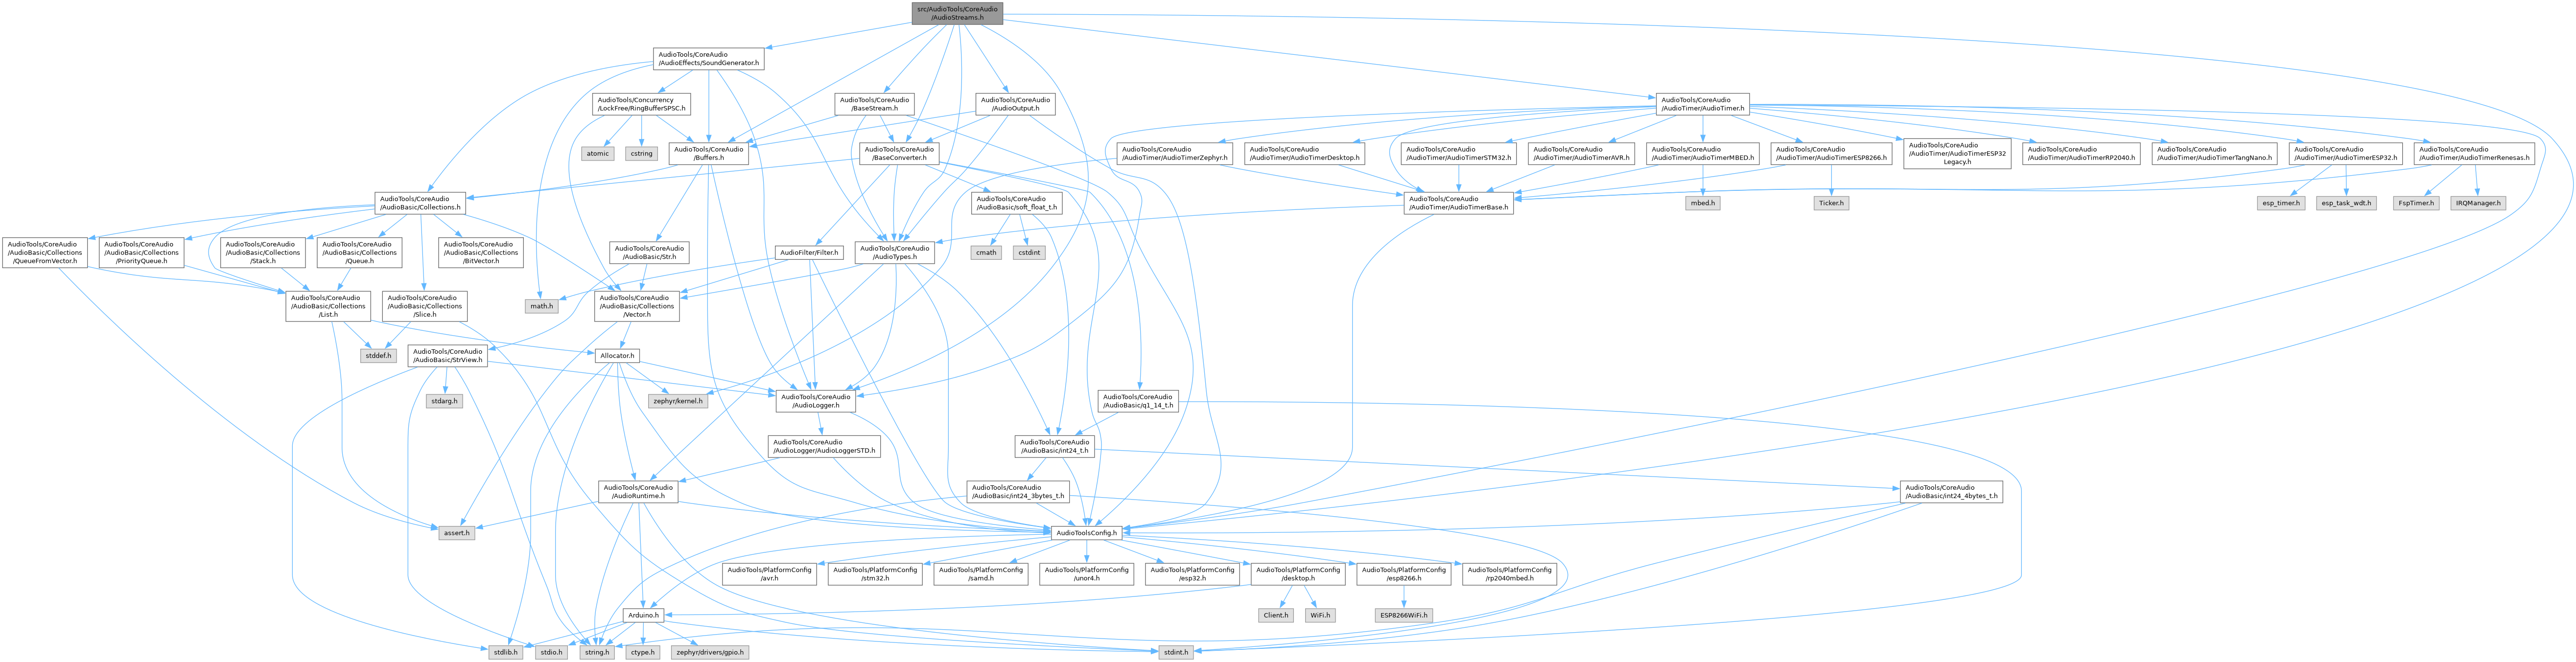 src/AudioTools/CoreAudio
/AudioStreams.h
AudioTools/CoreAudio
/AudioEffects/SoundGenerator.h
AudioTools/Concurrency
/LockFree/RingBufferSPSC.h
AudioTools/CoreAudio
/BaseStream.h
AudioTools/CoreAudio
/AudioOutput.h
AudioTools/CoreAudio
/AudioTimer/AudioTimer.h
atomic
cstring
AudioTools/CoreAudio
/Buffers.h
AudioTools/CoreAudio
/BaseConverter.h
AudioTools/CoreAudio
/AudioTimer/AudioTimerZephyr.h
AudioTools/CoreAudio
/AudioTimer/AudioTimerDesktop.h
AudioTools/CoreAudio
/AudioTimer/AudioTimerSTM32.h
AudioTools/CoreAudio
/AudioTimer/AudioTimerAVR.h
AudioTools/CoreAudio
/AudioTimer/AudioTimerMBED.h
AudioTools/CoreAudio
/AudioTimer/AudioTimerESP8266.h
AudioTools/CoreAudio
/AudioTimer/AudioTimerESP32
Legacy.h
AudioTools/CoreAudio
/AudioTimer/AudioTimerRP2040.h
AudioTools/CoreAudio
/AudioTimer/AudioTimerTangNano.h
AudioTools/CoreAudio
/AudioTimer/AudioTimerESP32.h
AudioTools/CoreAudio
/AudioTimer/AudioTimerRenesas.h
AudioTools/CoreAudio
/AudioBasic/Collections.h
AudioTools/CoreAudio
/AudioBasic/soft_float_t.h
AudioTools/CoreAudio
/AudioTimer/AudioTimerBase.h
mbed.h
Ticker.h
esp_timer.h
esp_task_wdt.h
FspTimer.h
IRQManager.h
AudioTools/CoreAudio
/AudioBasic/Collections
/QueueFromVector.h
AudioTools/CoreAudio
/AudioBasic/Collections
/PriorityQueue.h
AudioTools/CoreAudio
/AudioBasic/Collections
/Stack.h
AudioTools/CoreAudio
/AudioBasic/Collections
/Queue.h
AudioTools/CoreAudio
/AudioBasic/Collections
/BitVector.h
AudioTools/CoreAudio
/AudioBasic/Str.h
AudioFilter/Filter.h
AudioTools/CoreAudio
/AudioTypes.h
cmath
cstdint
AudioTools/CoreAudio
/AudioBasic/Collections
/List.h
AudioTools/CoreAudio
/AudioBasic/Collections
/Slice.h
math.h
AudioTools/CoreAudio
/AudioBasic/Collections
/Vector.h
stddef.h
AudioTools/CoreAudio
/AudioBasic/StrView.h
Allocator.h
stdarg.h
zephyr/kernel.h
AudioTools/CoreAudio
/AudioLogger.h
AudioTools/CoreAudio
/AudioBasic/q1_14_t.h
AudioTools/CoreAudio
/AudioLogger/AudioLoggerSTD.h
AudioTools/CoreAudio
/AudioBasic/int24_t.h
AudioTools/CoreAudio
/AudioRuntime.h
AudioTools/CoreAudio
/AudioBasic/int24_3bytes_t.h
AudioTools/CoreAudio
/AudioBasic/int24_4bytes_t.h
assert.h
AudioToolsConfig.h
AudioTools/PlatformConfig
/avr.h
AudioTools/PlatformConfig
/stm32.h
AudioTools/PlatformConfig
/samd.h
AudioTools/PlatformConfig
/unor4.h
AudioTools/PlatformConfig
/esp32.h
AudioTools/PlatformConfig
/desktop.h
AudioTools/PlatformConfig
/esp8266.h
AudioTools/PlatformConfig
/rp2040mbed.h
Arduino.h
Client.h
WiFi.h
ESP8266WiFi.h
stdlib.h
stdio.h
string.h
ctype.h
zephyr/drivers/gpio.h
stdint.h